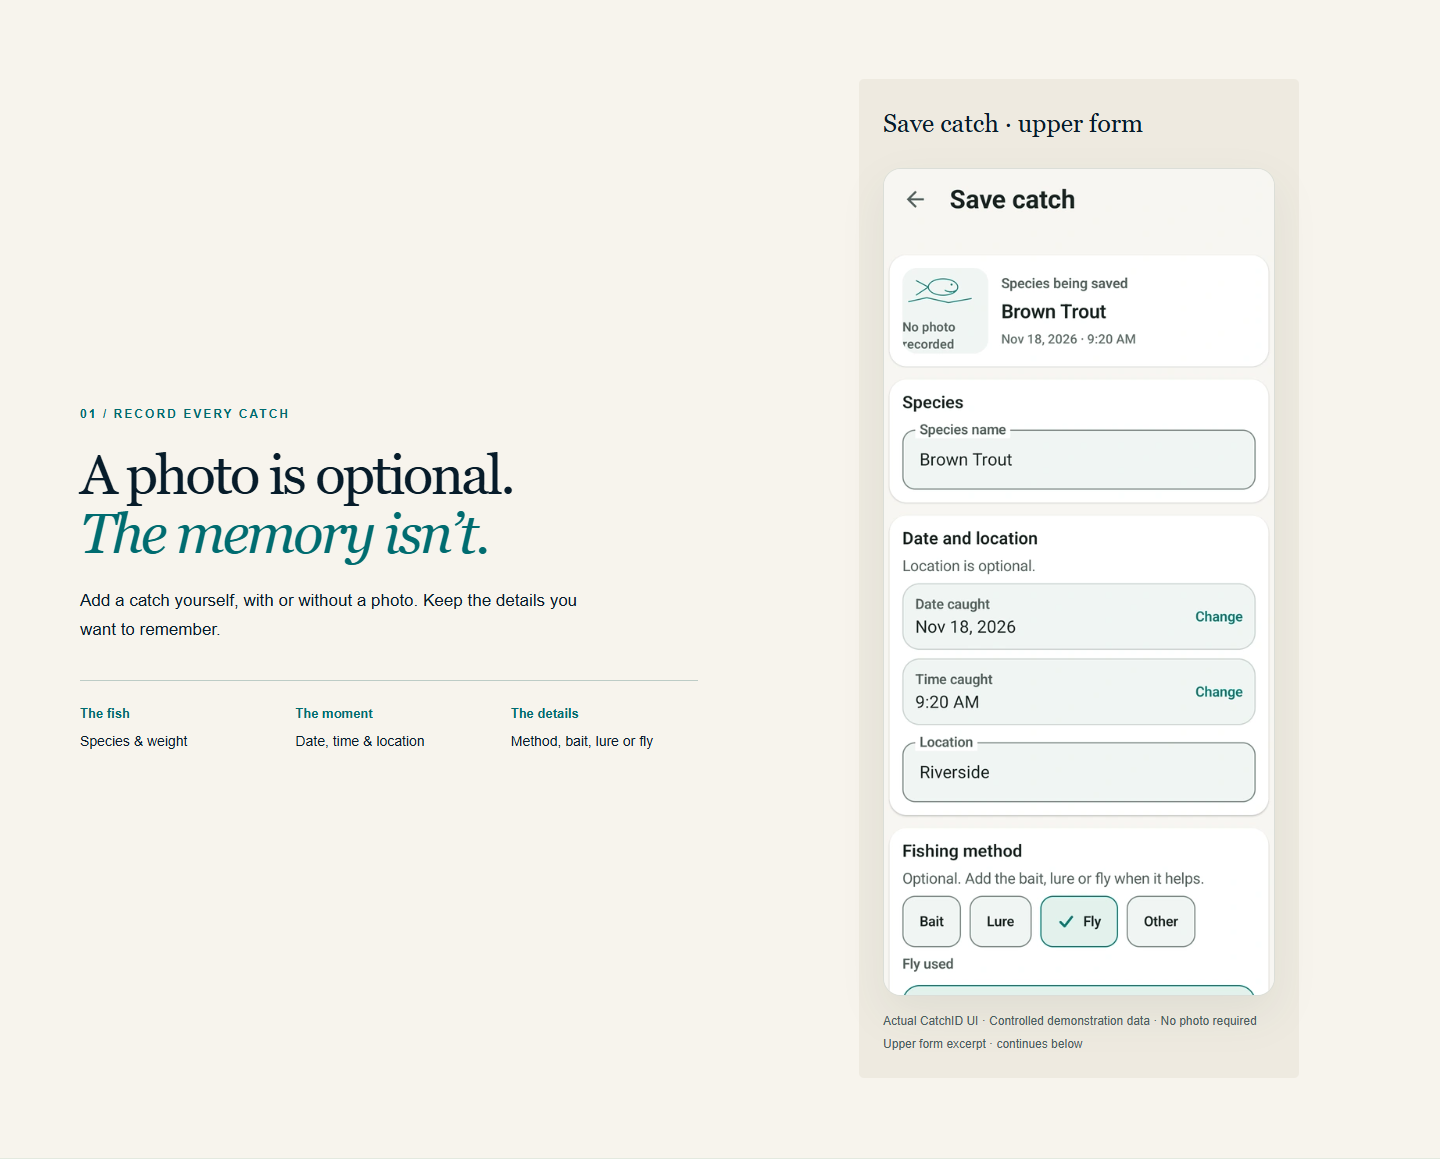 01 / RECORD EVERY CATCH
A photo is optional.
The memory isn't.
Add a catch yourself, with or without a photo. Keep the details you
want to remember.
The fish
Species & weight
The moment
Date, time & location
The details
Method, bait, lure or fly
Save catch · upper form
Save catch
No photo
recorded
Species being saved
Brown Trout
Nov 18, 2026 · 9:20 AM
Species
Species name
Brown Trout
Date and location
Location is optional.
Date caught
Nov 18, 2026
Change
Time caught
9:20 AM
Change
Location
Riverside
Fishing method
Optional. Add the bait, lure or fly when it helps.
Bait
Lure
Fly
Other
Fly used
Actual CatchID UI · Controlled demonstration data · No photo required
Upper form excerpt · continues below